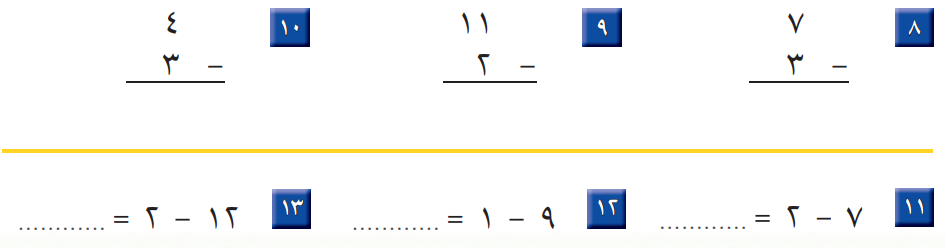 ٨ ٧ ٩ ١١ ١٠ ٤
− ٣ − ٢ − ٣
١١ ٧ − ٢ = ............ ١٢ ٩ − ١ = ............ ١٣ ١٢ − ٢ = ............